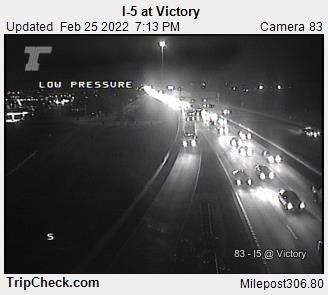 I-5 at Victory
Updated Feb 25 2022 7:13 PM Camera 83
T
LOW PRESSURE
S
83 - I5 @ Victory
TripCheck.com Milepost306.80